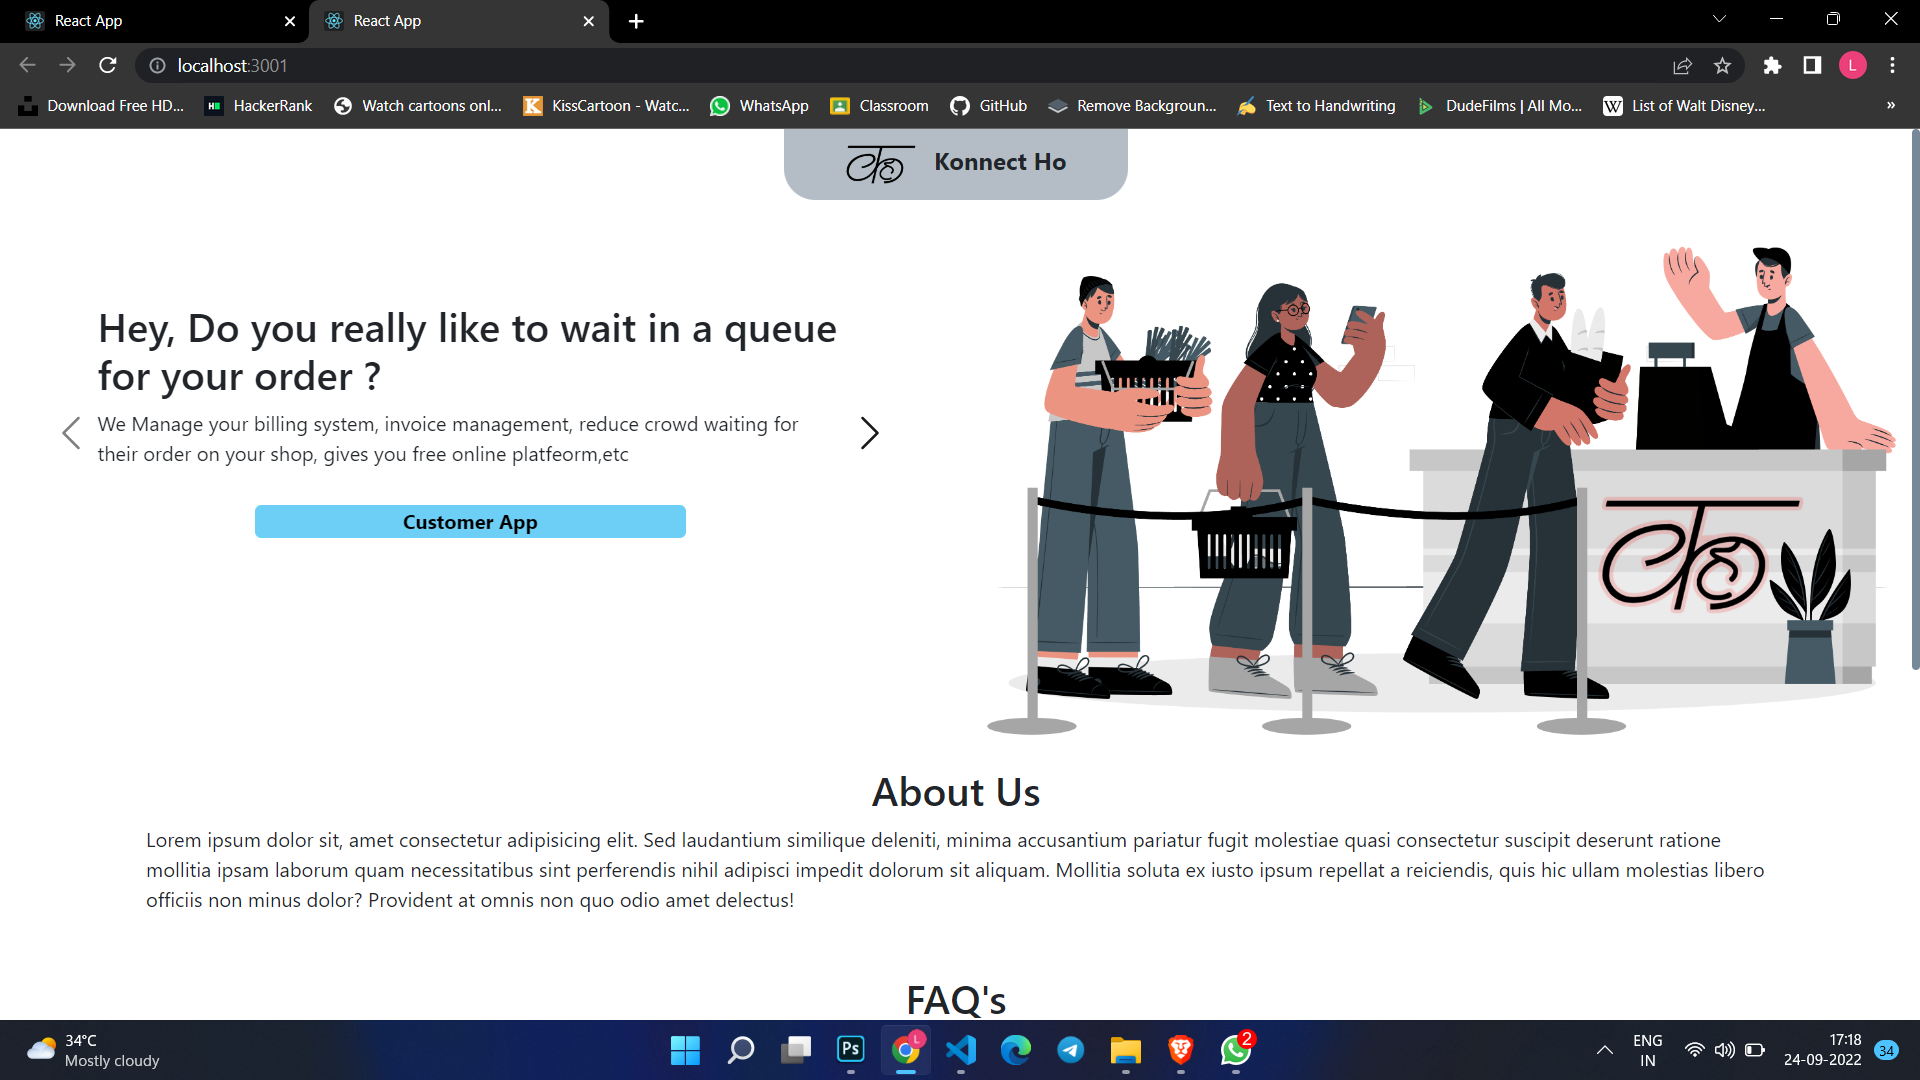 React App
React App
localhost:3001
L
Download Free HD...
HackerRank
Watch cartoons onl...
KissCartoon - Watc...
WhatsApp
Classroom
GitHub
Remove Backgroun...
Text to Handwriting
DudeFilms | All Mo...
List of Walt Disney...
»
Konnect Ho
Hey, Do you really like to wait in a queue
for your order ?
We Manage your billing system, invoice management, reduce crowd waiting for
their order on your shop, gives you free online platfeorm,etc
Customer App
About Us
Lorem ipsum dolor sit, amet consectetur adipisicing elit. Sed laudantium similique deleniti, minima accusantium pariatur fugit molestiae quasi consectetur suscipit deserunt ratione
mollitia ipsam laborum quam necessitatibus sint perferendis nihil adipisci impedit dolorum sit aliquam. Mollitia soluta ex iusto ipsum repellat a reiciendis, quis hic ullam molestias libero
officiis non minus dolor? Provident at omnis non quo odio amet delectus!
FAQ's
34°C
Mostly cloudy
Ps
L
2
ENG
IN
17:18
24-09-2022
34